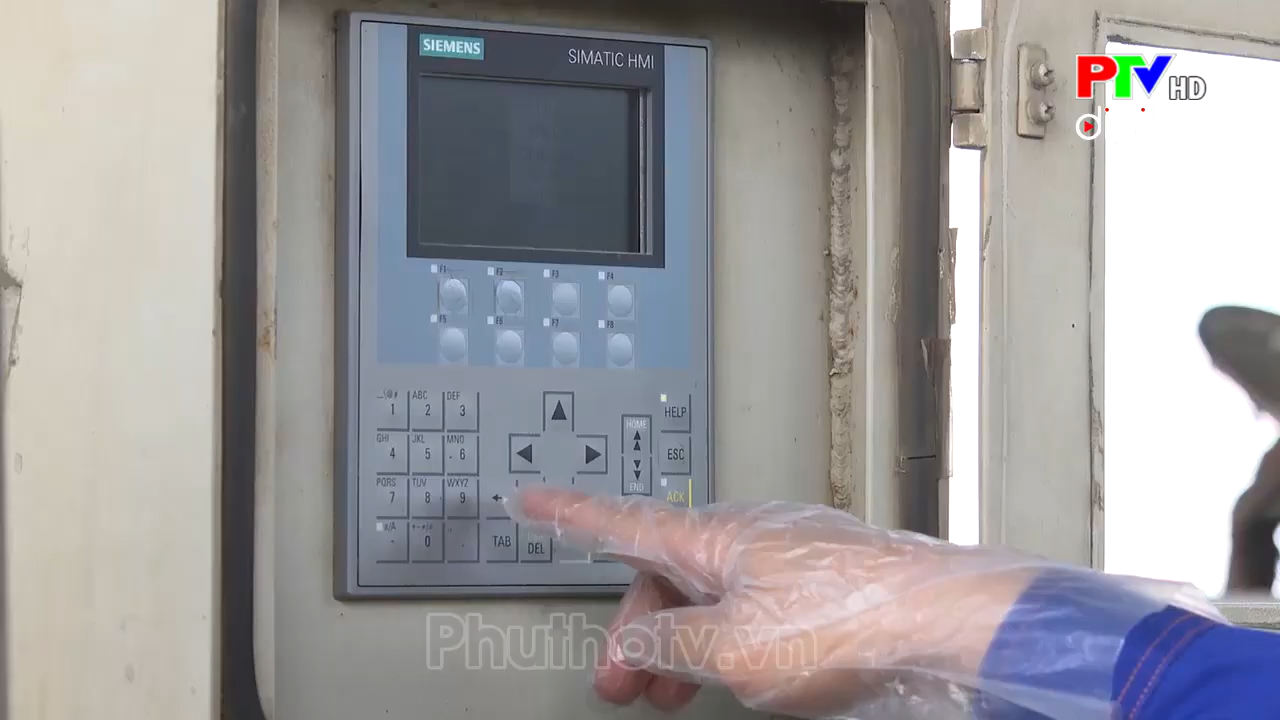 SIEMENS
SIMATIC HMI
PTV HD
F1 F2 F3 F4
F5 F6 F7 F8
ABC DEF
1 2 3
HELP
GHI JKL MNO
4 5 6
HOME
ESC
PQRS TUV WXYZ
7 8 9
END
ACK
0
TAB
DEL
Phuthotv.vn